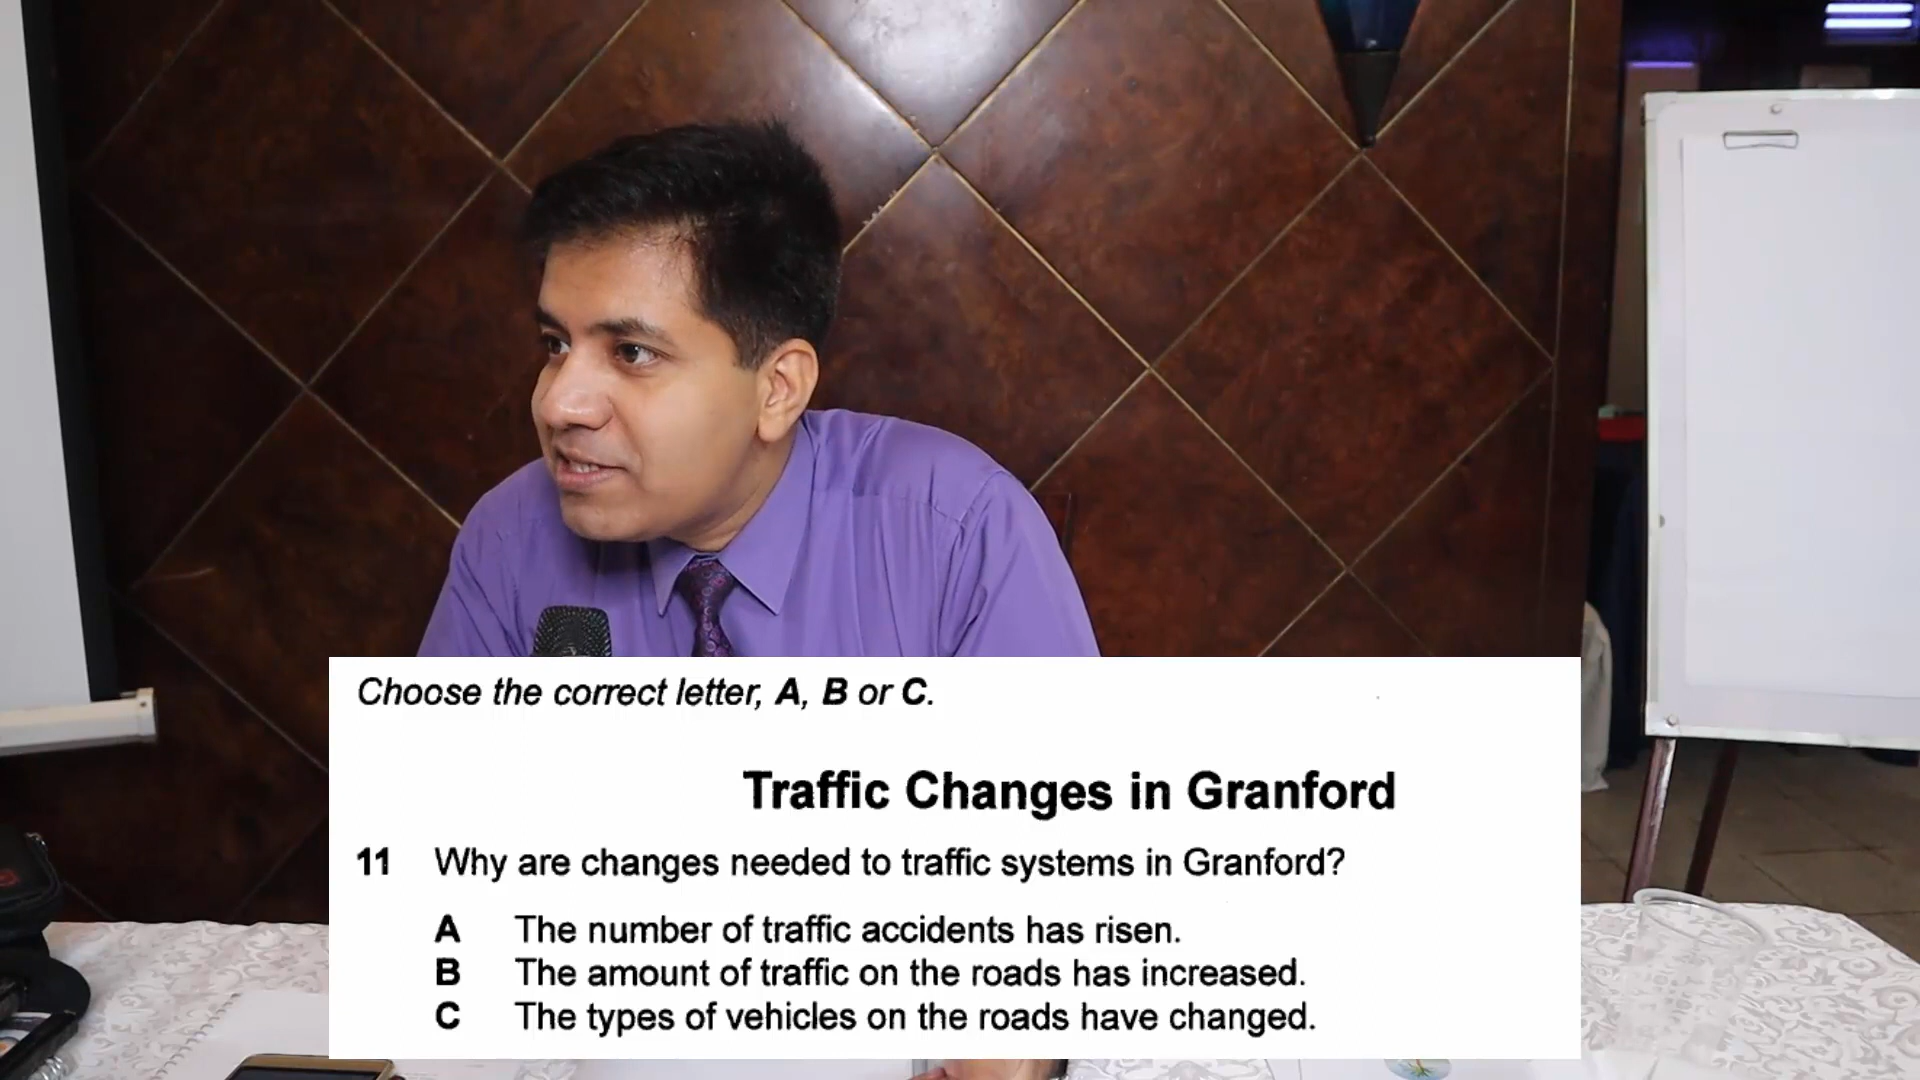 Choose the correct letter, A, B or C.
Traffic Changes in Granford
11 Why are changes needed to traffic systems in Granford?
A The number of traffic accidents has risen.
B The amount of traffic on the roads has increased.
C The types of vehicles on the roads have changed.